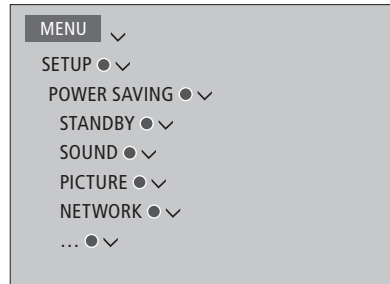 MENU
SETUP
POWER SAVING
STANDBY
SOUND
PICTURE
NETWORK
…